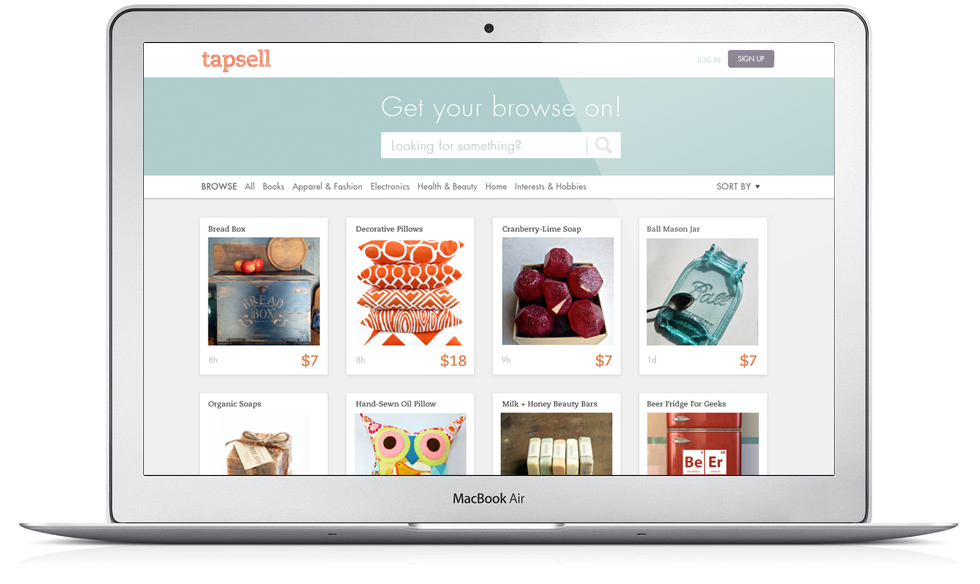 tapsell
LOG IN
SIGN UP
Get your browse on!
Looking for something?
BROWSE All Books Apparel & Fashion Electronics Health & Beauty Home Interests & Hobbies
SORT BY ▼
Bread Box
Decorative Pillows
Cranberry-Lime Soap
Ball Mason Jar
BREAD
BOX
Ball
8h
$7
8h
$18
9h
$7
1d
$7
Organic Soaps
Hand-Sewn Oil Pillow
Milk + Honey Beauty Bars
Beer Fridge For Geeks
Be Er
MacBook Air